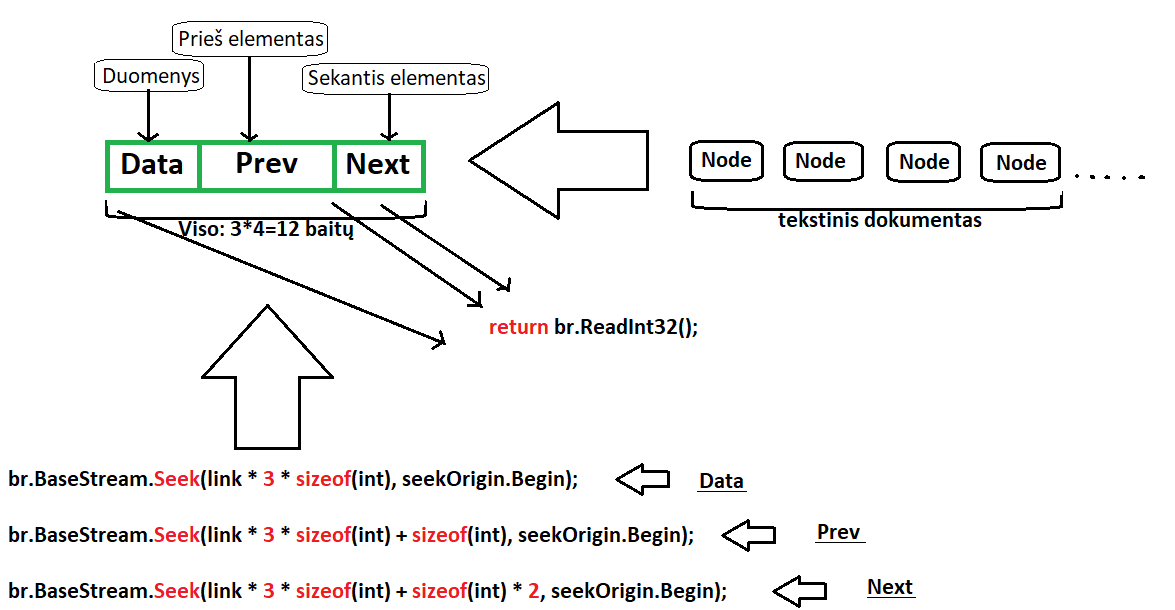 Prieš elementas
Duomenys
Sekantis elementas
Data Prev Next
Node Node Node Node .....
Viso: 3*4=12 baitų
tekstinis dokumentas
return br.ReadInt32();
br.BaseStream.Seek(link * 3 * sizeof(int), seekOrigin.Begin); Data
br.BaseStream.Seek(link * 3 * sizeof(int) + sizeof(int), seekOrigin.Begin); Prev
br.BaseStream.Seek(link * 3 * sizeof(int) + sizeof(int) * 2, seekOrigin.Begin); Next